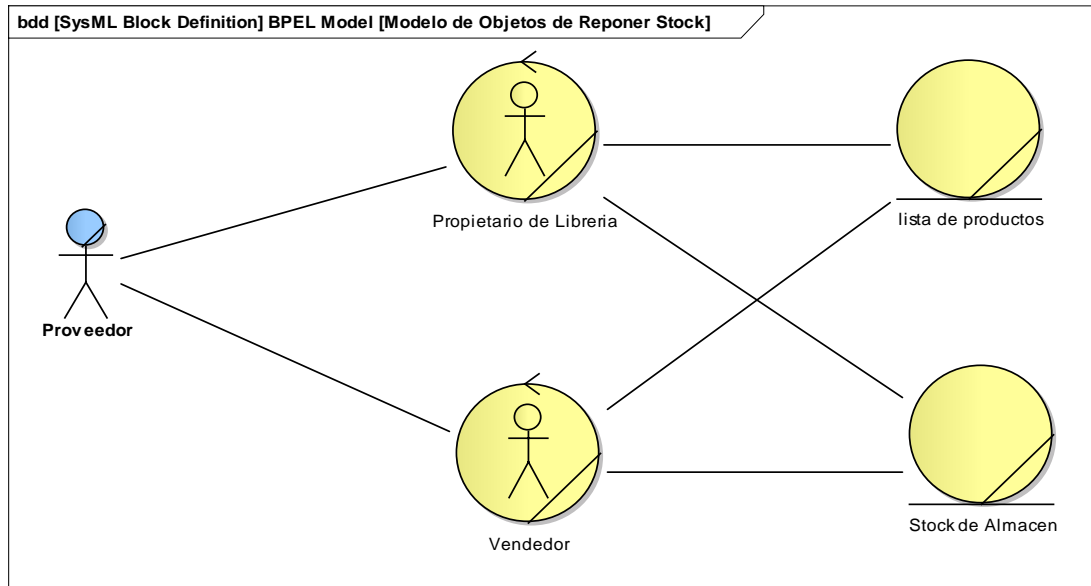 bdd [SysML Block Definition] BPEL Model [Modelo de Objetos de Reponer Stock]
Propietario de Libreria
lista de productos
Proveedor
Vendedor
Stock de Almacen